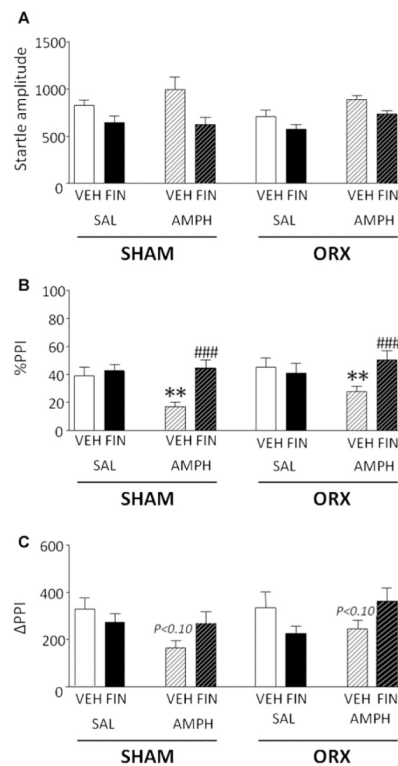 A
Startle amplitude
1500
1000
500
0
VEH FIN VEH FIN VEH FIN VEH FIN
SAL AMPH SAL AMPH
SHAM ORX
B
%PPI
100
80
60
40
20
0
** ### ** ###
VEH FIN VEH FIN VEH FIN VEH FIN
SAL AMPH SAL AMPH
SHAM ORX
C
ΔPPI
600
400
200
0
P<0.10 P<0.10
VEH FIN VEH FIN VEH FIN VEH FIN
SAL AMPH SAL AMPH
SHAM ORX